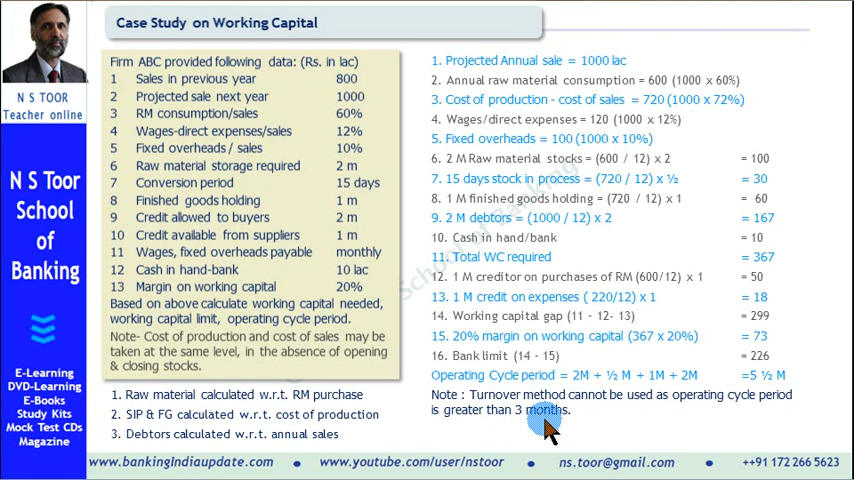 Case Study on Working Capital
N S TOOR
Teacher online
N S Toor
School
of
Banking
E-Learning
DVD-Learning
E-Books
Study Kits
Mock Test CDs
Magazine
Firm ABC provided following data: (Rs. in lac)
1 Sales in previous year 800
2 Projected sale next year 1000
3 RM consumption/sales 60%
4 Wages-direct expenses/sales 12%
5 Fixed overheads / sales 10%
6 Raw material storage required 2 m
7 Conversion period 15 days
8 Finished goods holding 1 m
9 Credit allowed to buyers 2 m
10 Credit available from suppliers 1 m
11 Wages, fixed overheads payable monthly
12 Cash in hand-bank 10 lac
13 Margin on working capital 20%
Based on above calculate working capital needed,
working capital limit, operating cycle period.
Note- Cost of production and cost of sales may be
taken at the same level, in the absence of opening
& closing stocks.
1. Raw material calculated w.r.t. RM purchase
2. SIP & FG calculated w.r.t. cost of production
3. Debtors calculated w.r.t. annual sales
1. Projected Annual sale = 1000 lac
2. Annual raw material consumption = 600 (1000 x 60%)
3. Cost of production - cost of sales = 720 (1000 x 72%)
4. Wages/direct expenses = 120 (1000 x 12%)
5. Fixed overheads = 100 (1000 x 10%)
6. 2 M Raw material stocks = (600 / 12) x 2 = 100
7. 15 days stock in process = (720 / 12) x ½ = 30
8. 1 M finished goods holding = (720 / 12) x 1 = 60
9. 2 M debtors = (1000 / 12) x 2 = 167
10. Cash in hand/bank = 10
11. Total WC required = 367
12. 1 M creditor on purchases of RM (600/12) x 1 = 50
13. 1 M credit on expenses ( 220/12) x 1 = 18
14. Working capital gap (11 - 12- 13) = 299
15. 20% margin on working capital (367 x 20%) = 73
16. Bank limit (14 - 15) = 226
Operating Cycle period = 2M + ½ M + 1M + 2M =5 ½ M
Note : Turnover method cannot be used as operating cycle period
is greater than 3 months.
School of Banking
www.bankingindiaupdate.com • www.youtube.com/user/nstoor • ns.toor@gmail.com • ++91 172 266 5623